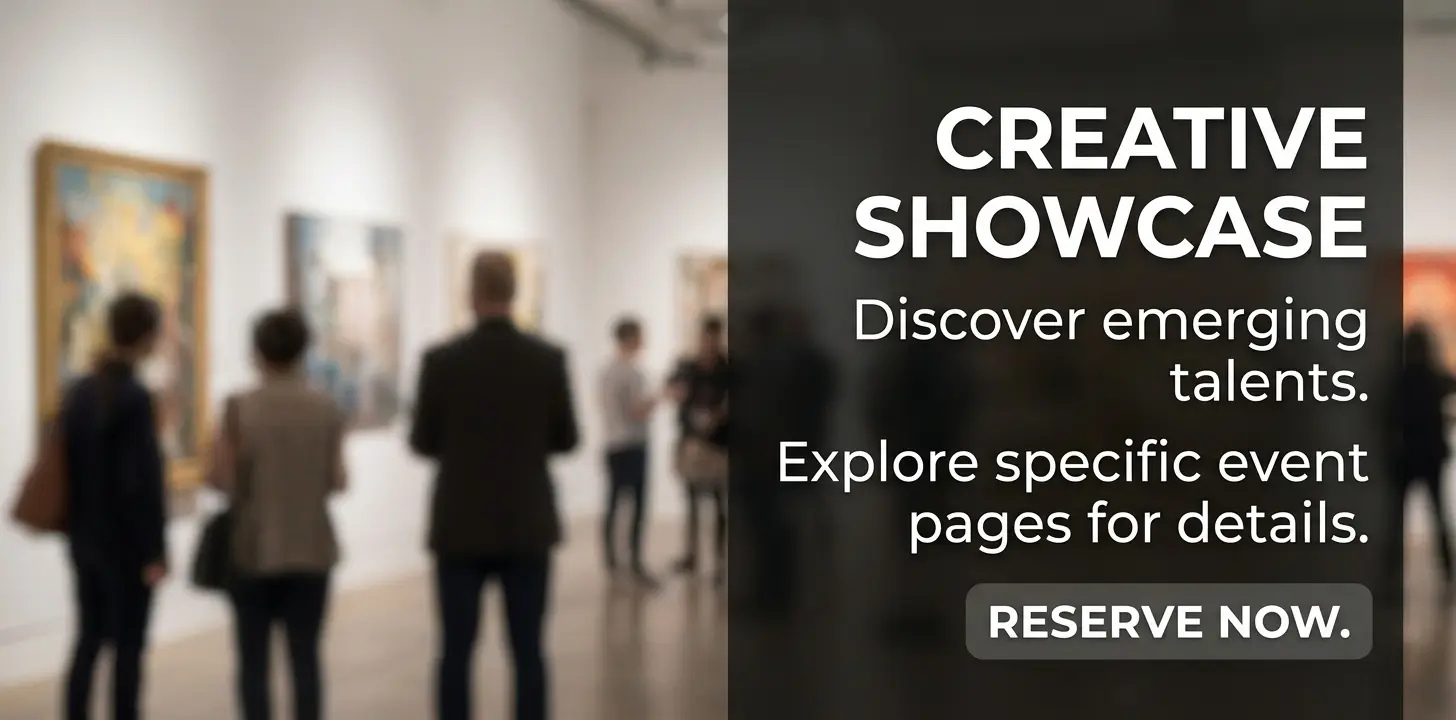 CREATIVE
SHOWCASE
Discover emerging
talents.
Explore specific event
pages for details.
RESERVE NOW.